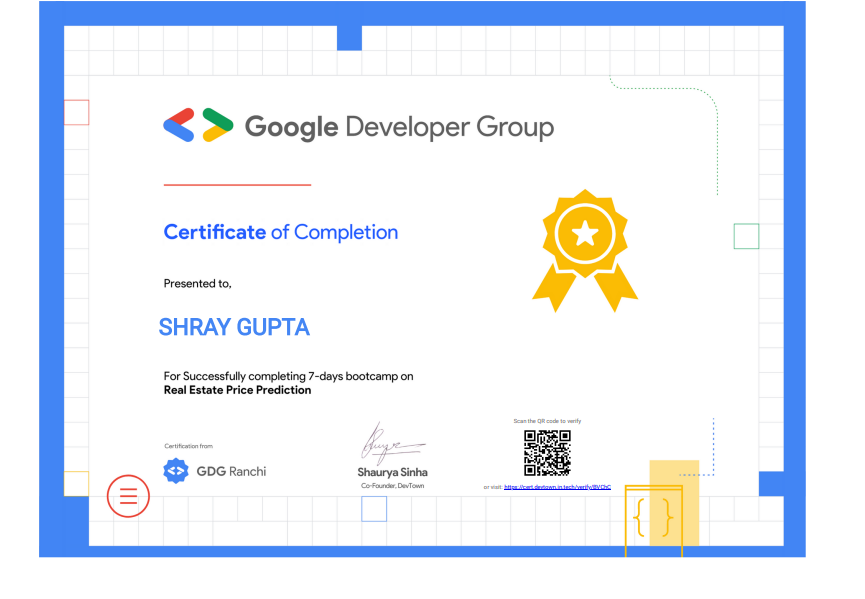 Google Developer Group
Certificate of Completion
Presented to,
SHRAY GUPTA
For Successfully completing 7-days bootcamp on
Real Estate Price Prediction
Scan the QR code to verify
Certification from
GDG Ranchi
Shaurya Sinha
Co-Founder, DevTown
or visit: https://cert.devtown.in.tech/verify/
{ }